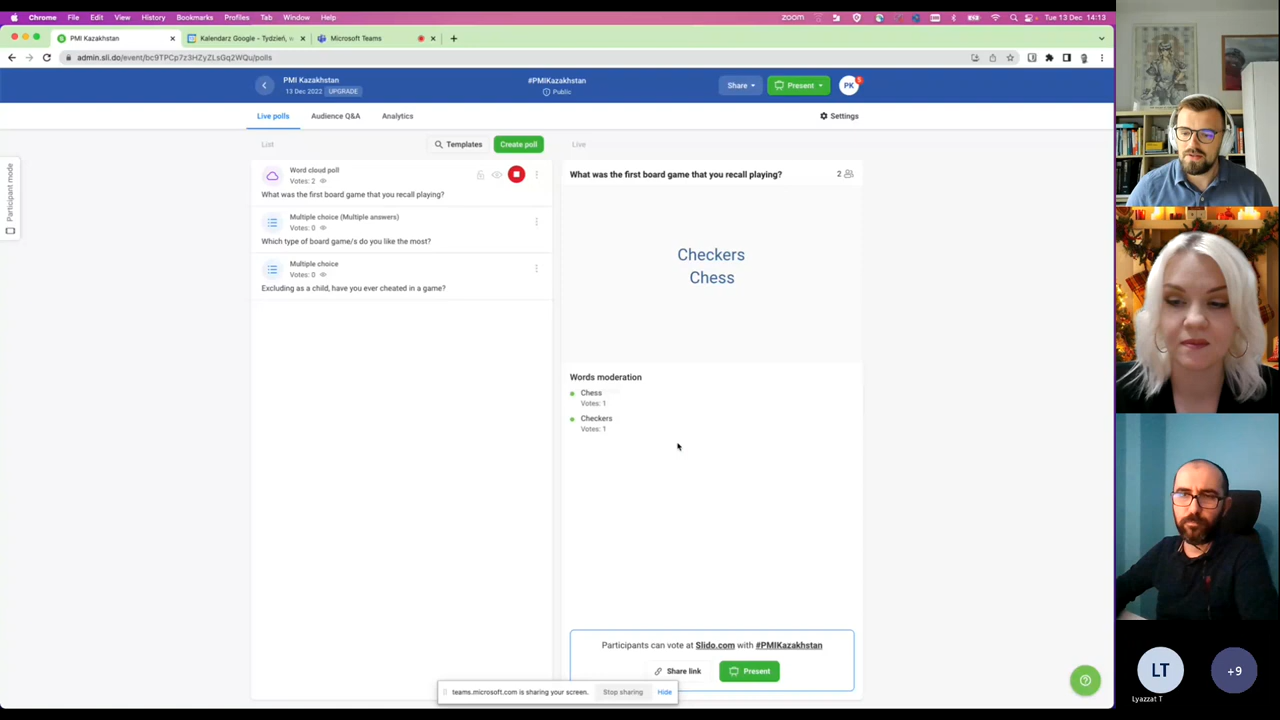 Chrome File Edit View History Bookmarks Profiles Tab Window Help
zoom
Tue 13 Dec 14:13
PMI Kazakhstan
Kalendarz Google - Tydzień, w
Microsoft Teams
admin.sli.do/event/bc9TPCp7z3HZyZLsGq2WQu/polls
PMI Kazakhstan
13 Dec 2022 UPGRADE
#PMIKazakhstan
Public
Share
Present
PK
Live polls
Audience Q&A
Analytics
Settings
Participant mode
List
Templates
Create poll
Live
Word cloud poll
Votes: 2
What was the first board game that you recall playing?
Multiple choice (Multiple answers)
Votes: 0
Which type of board game/s do you like the most?
Multiple choice
Votes: 0
Excluding as a child, have you ever cheated in a game?
What was the first board game that you recall playing?
2
Checkers
Chess
Words moderation
Chess
Votes: 1
Checkers
Votes: 1
Participants can vote at Slido.com with #PMIKazakhstan
Share link
Present
teams.microsoft.com is sharing your screen.
Stop sharing
Hide
LT
Lyazzat T
+9